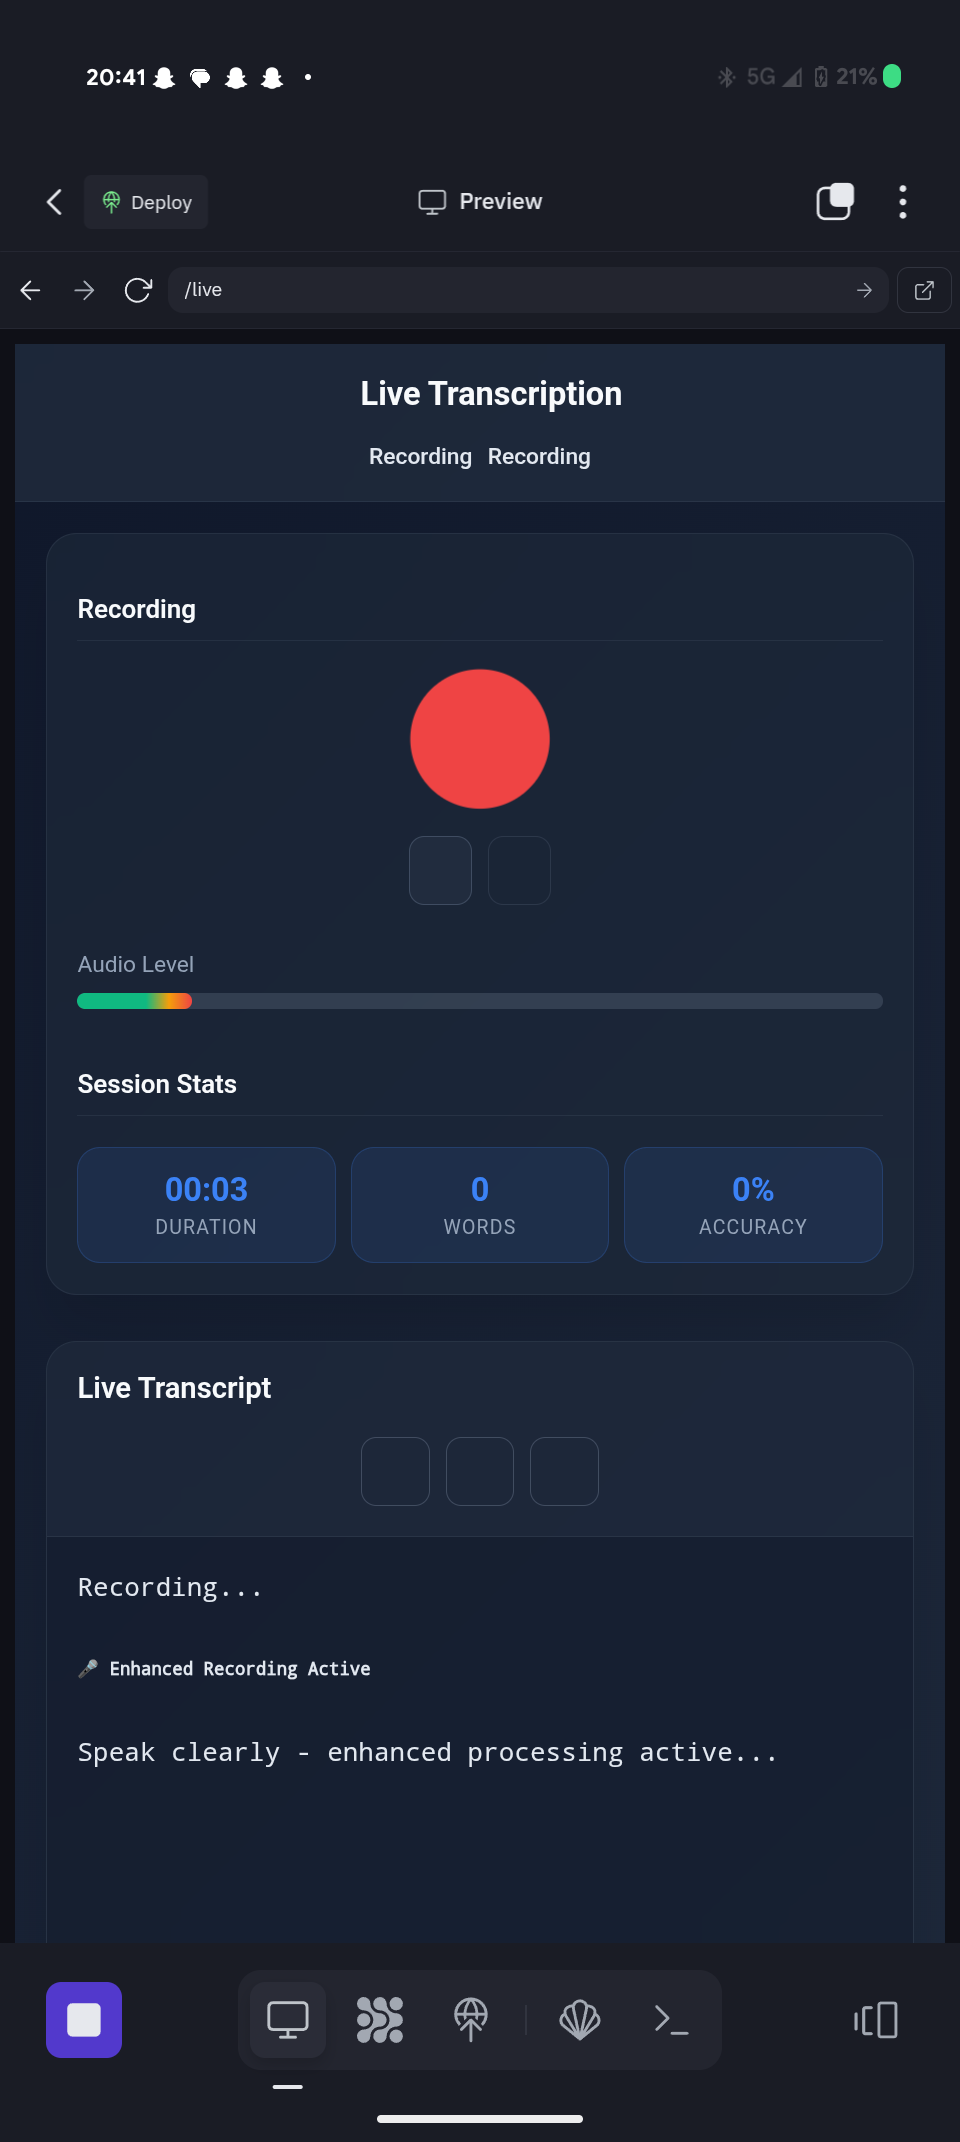 20:41
5G
21%
Deploy
Preview
/live
Live Transcription
Recording Recording
Recording
Audio Level
Session Stats
00:03
DURATION
0
WORDS
0%
ACCURACY
Live Transcript
Recording...
🎤 Enhanced Recording Active
Speak clearly - enhanced processing active...